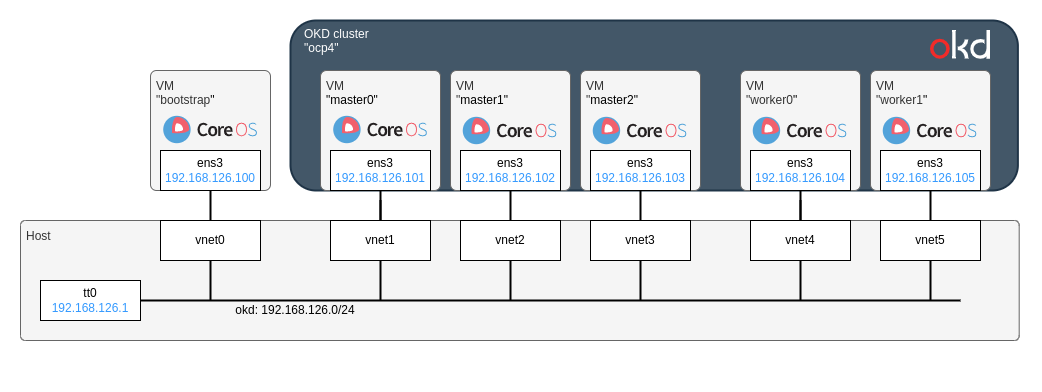 OKD cluster
"ocp4"
okd
VM
"bootstrap"
CoreOS
ens3
192.168.126.100
VM
"master0"
CoreOS
ens3
192.168.126.101
VM
"master1"
CoreOS
ens3
192.168.126.102
VM
"master2"
CoreOS
ens3
192.168.126.103
VM
"worker0"
CoreOS
ens3
192.168.126.104
VM
"worker1"
CoreOS
ens3
192.168.126.105
Host
vnet0
vnet1
vnet2
vnet3
vnet4
vnet5
tt0
192.168.126.1
okd: 192.168.126.0/24